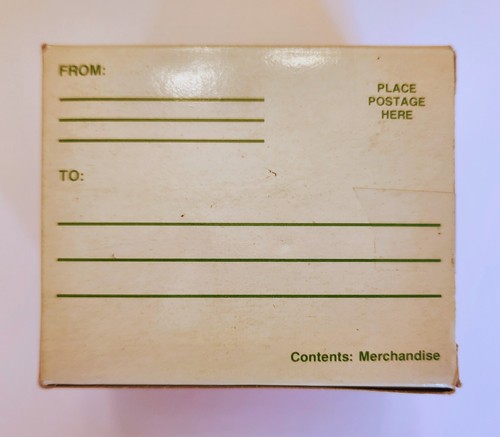 FROM:
PLACE
POSTAGE
HERE
TO:
Contents: Merchandise